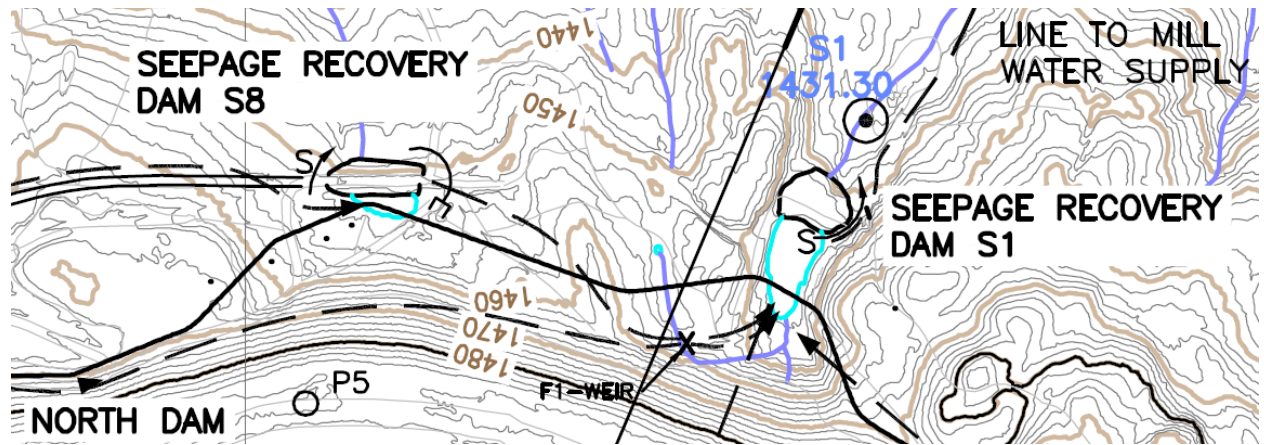 1440
S1
1431.30
LINE TO MILL
WATER SUPPLY
SEEPAGE RECOVERY
DAM S8
1450
S
SEEPAGE RECOVERY
DAM S1
S
1460
1470
1480
X
F1-WEIR
P5
NORTH DAM